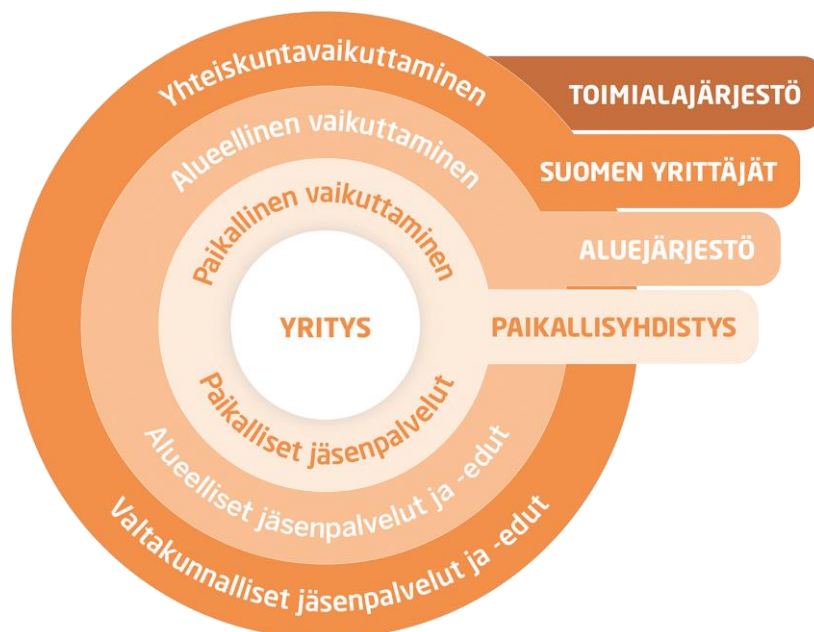 Yhteiskuntavaikuttaminen
TOIMIALAJÄRJESTÖ
Alueellinen vaikuttaminen
SUOMEN YRITTÄJÄT
Paikallinen vaikuttaminen
ALUEJÄRJESTÖ
YRITYS
PAIKALLISYHDISTYS
Paikalliset jäsenpalvelut
Alueelliset jäsenpalvelut ja -edut
Valtakunnalliset jäsenpalvelut ja -edut